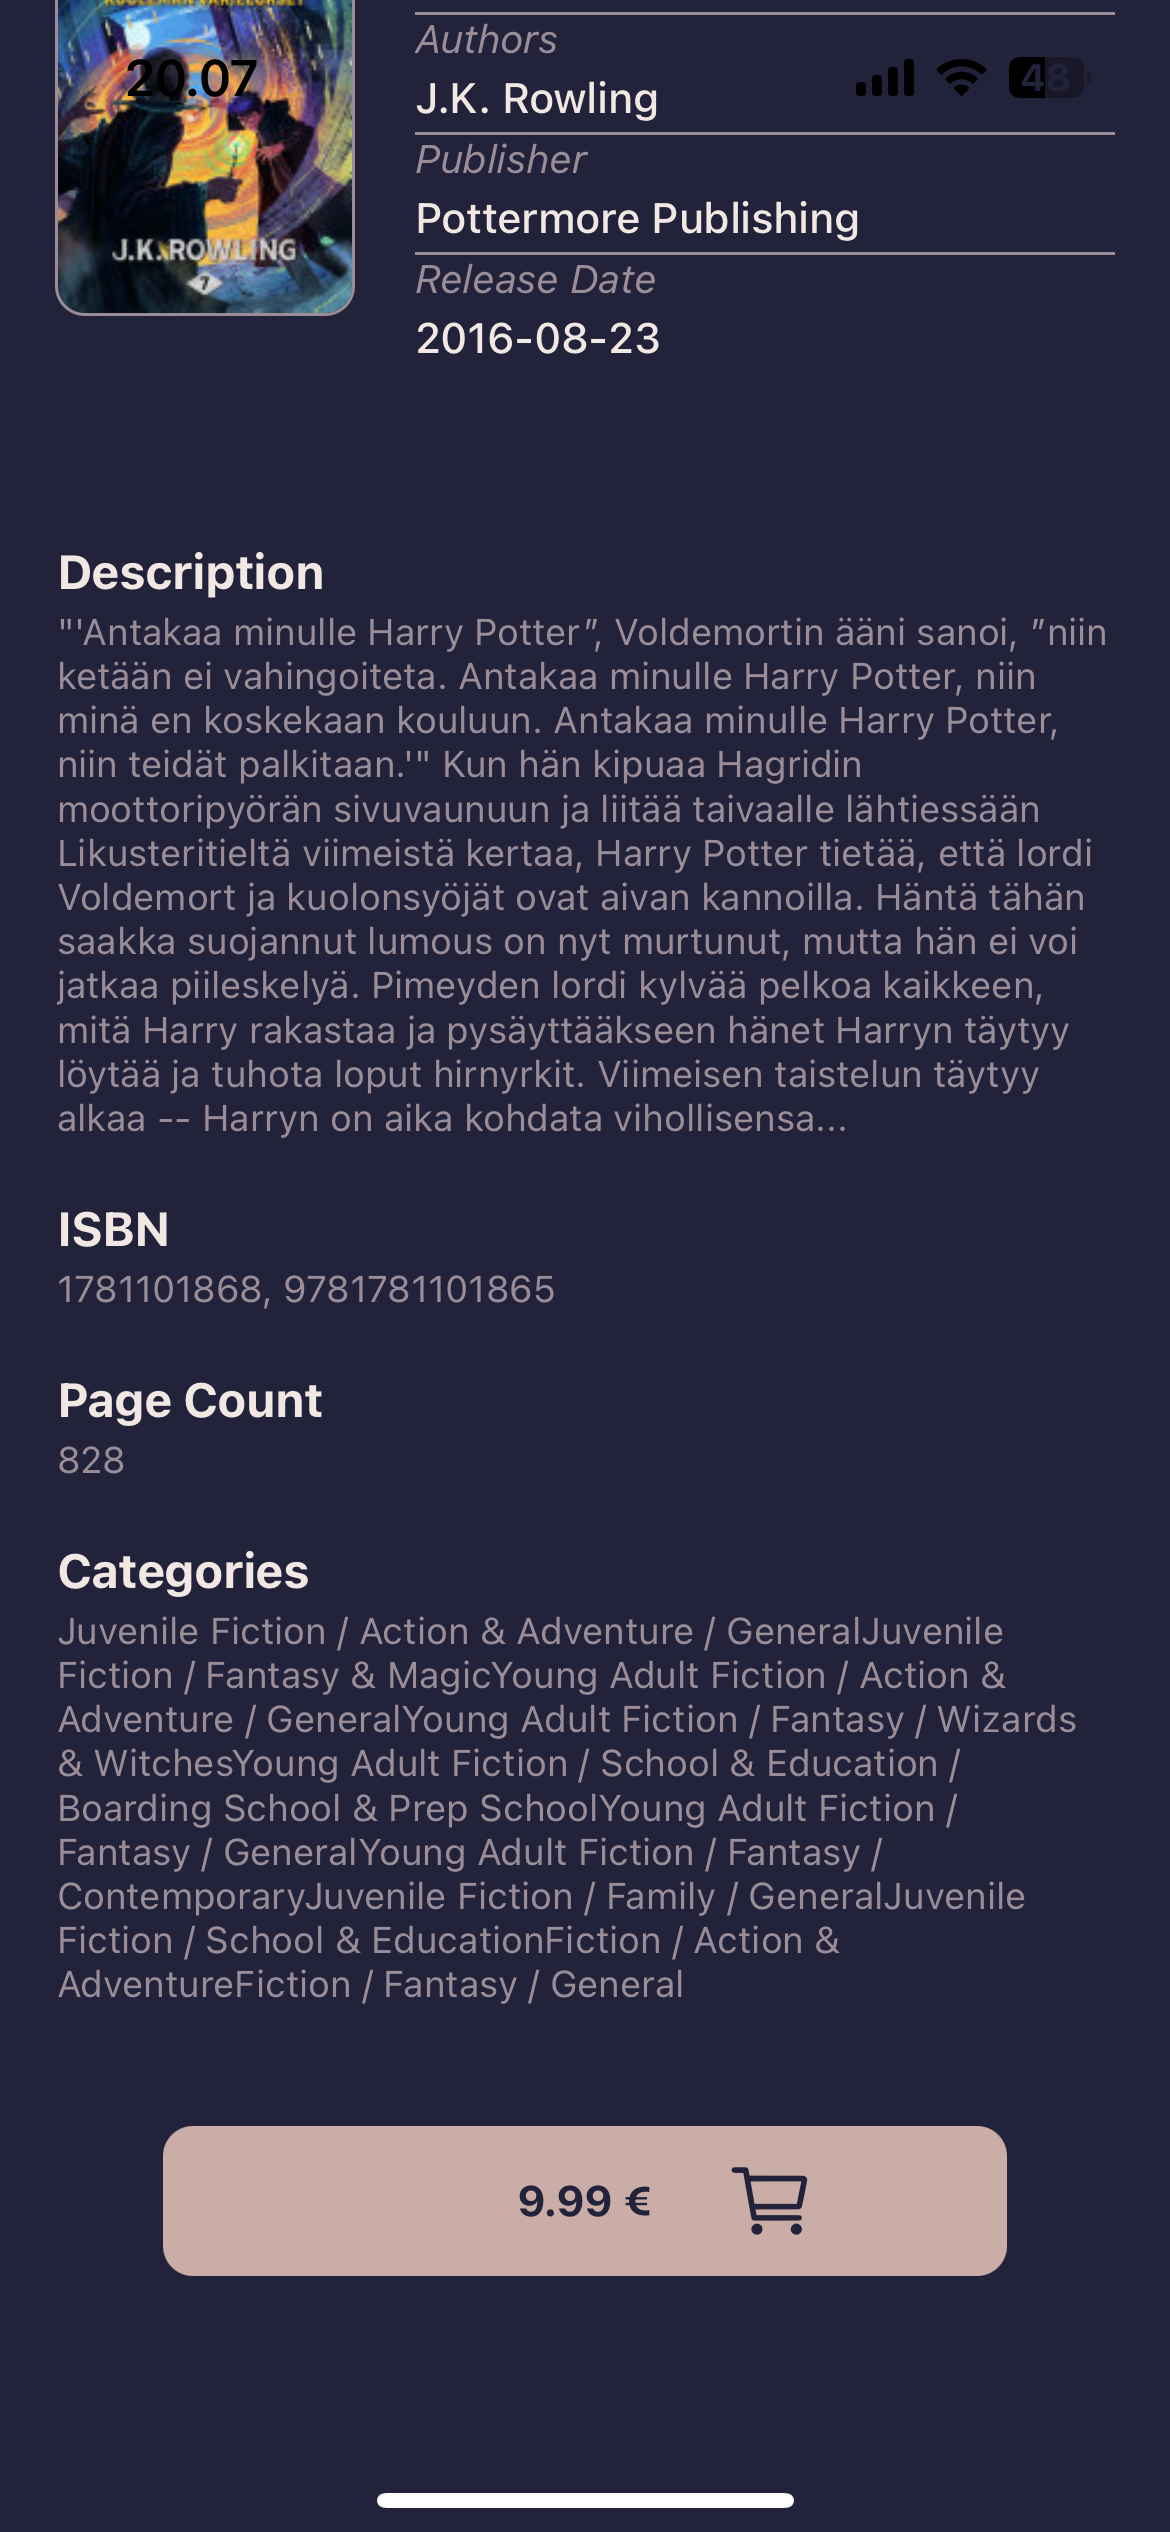 KUOLEMAN VARJELUKSET
Authors
20.07
48
J.K. Rowling
Publisher
Pottermore Publishing
J.K. ROWLING
Release Date
7
2016-08-23
Description
"'Antakaa minulle Harry Potter”, Voldemortin ääni sanoi, ”niin
ketään ei vahingoiteta. Antakaa minulle Harry Potter, niin
minä en koskekaan kouluun. Antakaa minulle Harry Potter,
niin teidät palkitaan.'" Kun hän kipuaa Hagridin
moottoripyörän sivuvaunuun ja liitää taivaalle lähtiessään
Likusteritieltä viimeistä kertaa, Harry Potter tietää, että lordi
Voldemort ja kuolonsyöjät ovat aivan kannoilla. Häntä tähän
saakka suojannut lumous on nyt murtunut, mutta hän ei voi
jatkaa piileskelyä. Pimeyden lordi kylvää pelkoa kaikkeen,
mitä Harry rakastaa ja pysäyttääkseen hänet Harryn täytyy
löytää ja tuhota loput hirnyrkit. Viimeisen taistelun täytyy
alkaa -- Harryn on aika kohdata vihollisensa...
ISBN
1781101868, 9781781101865
Page Count
828
Categories
Juvenile Fiction / Action & Adventure / GeneralJuvenile
Fiction / Fantasy & MagicYoung Adult Fiction / Action &
Adventure / GeneralYoung Adult Fiction / Fantasy / Wizards
& WitchesYoung Adult Fiction / School & Education /
Boarding School & Prep SchoolYoung Adult Fiction /
Fantasy / GeneralYoung Adult Fiction / Fantasy /
ContemporaryJuvenile Fiction / Family / GeneralJuvenile
Fiction / School & EducationFiction / Action &
AdventureFiction / Fantasy / General
9.99 €